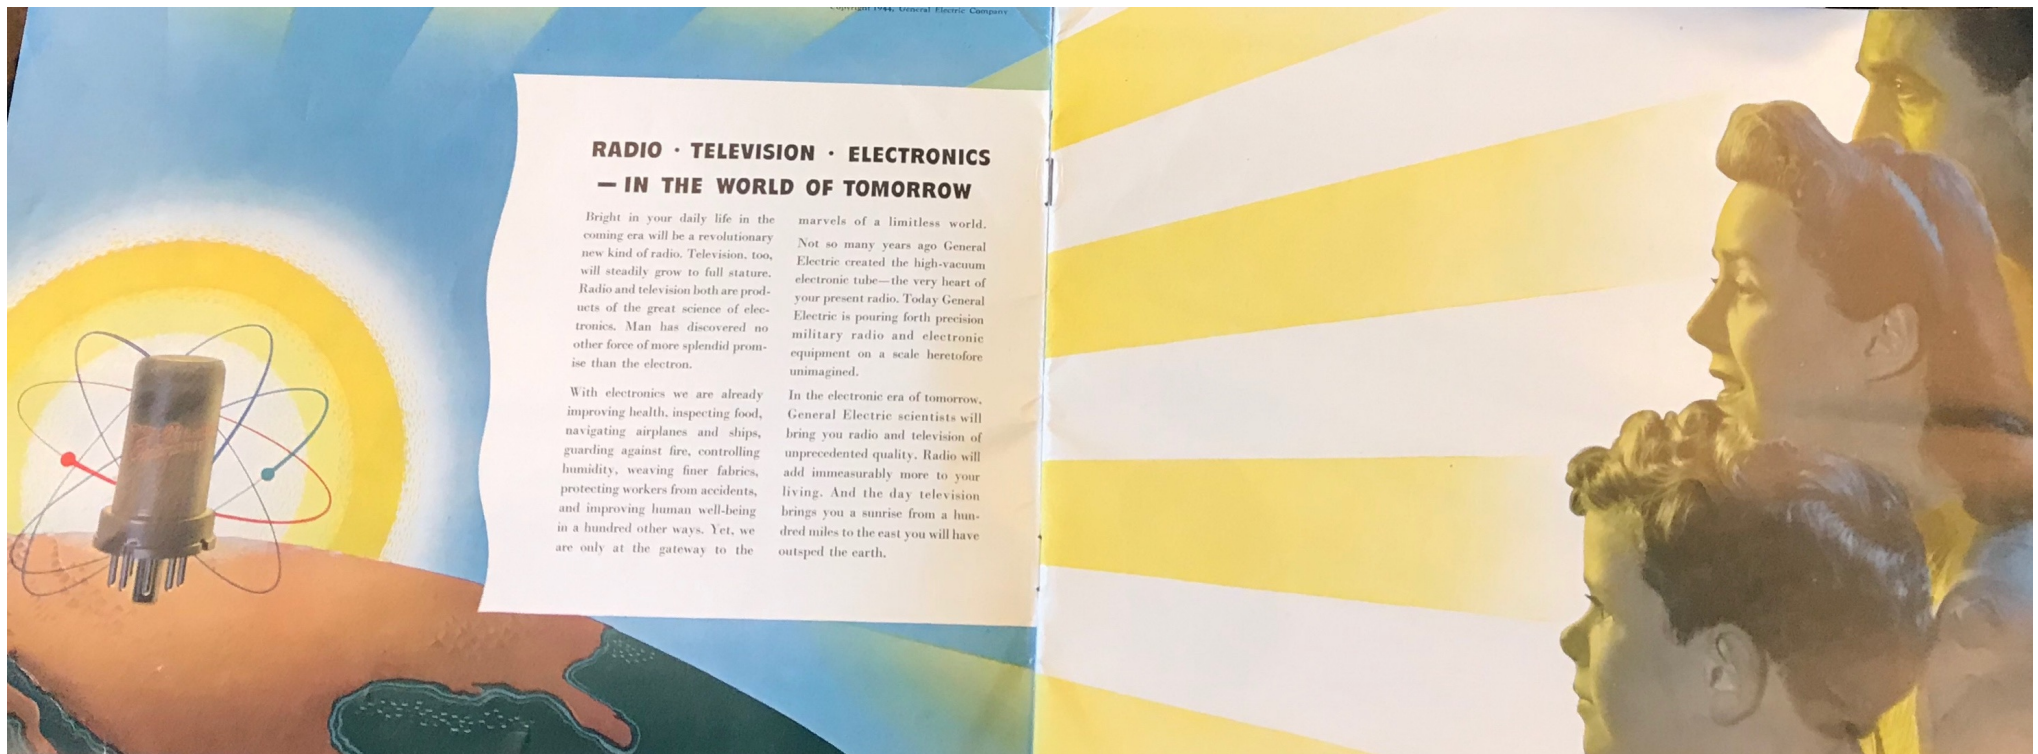 Copyright 1944, General Electric Company
RADIO · TELEVISION · ELECTRONICS
— IN THE WORLD OF TOMORROW
Bright in your daily life in the
coming era will be a revolutionary
new kind of radio. Television, too,
will steadily grow to full stature.
Radio and television both are prod-
ucts of the great science of elec-
tronics. Man has discovered no
other force of more splendid prom-
ise than the electron.
With electronics we are already
improving health, inspecting food,
navigating airplanes and ships,
guarding against fire, controlling
humidity, weaving finer fabrics,
protecting workers from accidents,
and improving human well-being
in a hundred other ways. Yet, we
are only at the gateway to the
marvels of a limitless world.
Not so many years ago General
Electric created the high-vacuum
electronic tube—the very heart of
your present radio. Today General
Electric is pouring forth precision
military radio and electronic
equipment on a scale heretofore
unimagined.
In the electronic era of tomorrow,
General Electric scientists will
bring you radio and television of
unprecedented quality. Radio will
add immeasurably more to your
living. And the day television
brings you a sunrise from a hun-
dred miles to the east you will have
outsped the earth.